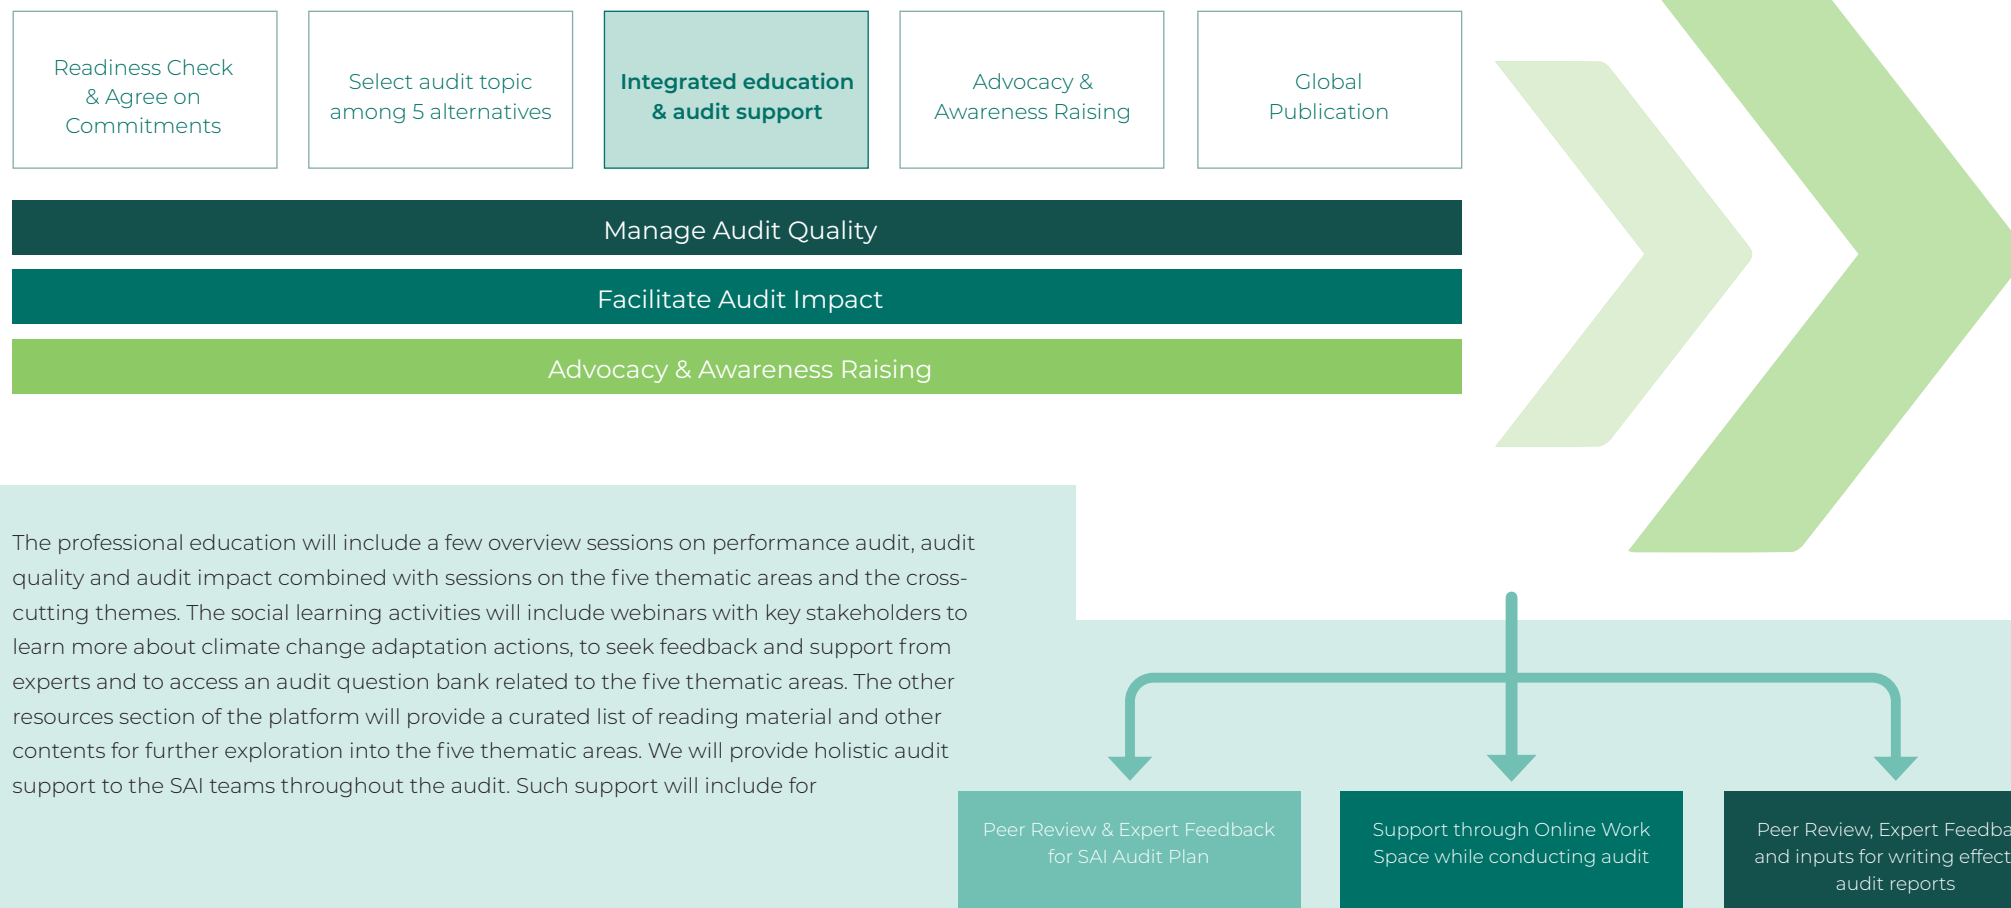 Readiness Check
& Agree on
Commitments
Select audit topic
among 5 alternatives
Integrated education
& audit support
Advocacy &
Awareness Raising
Global
Publication
Manage Audit Quality
Facilitate Audit Impact
Advocacy & Awareness Raising
The professional education will include a few overview sessions on performance audit, audit
quality and audit impact combined with sessions on the five thematic areas and the cross-
cutting themes. The social learning activities will include webinars with key stakeholders to
learn more about climate change adaptation actions, to seek feedback and support from
experts and to access an audit question bank related to the five thematic areas. The other
resources section of the platform will provide a curated list of reading material and other
contents for further exploration into the five thematic areas. We will provide holistic audit
support to the SAI teams throughout the audit. Such support will include for
Peer Review & Expert Feedback
for SAI Audit Plan
Support through Online Work
Space while conducting audit
Peer Review, Expert
and inputs for writing
audit reports